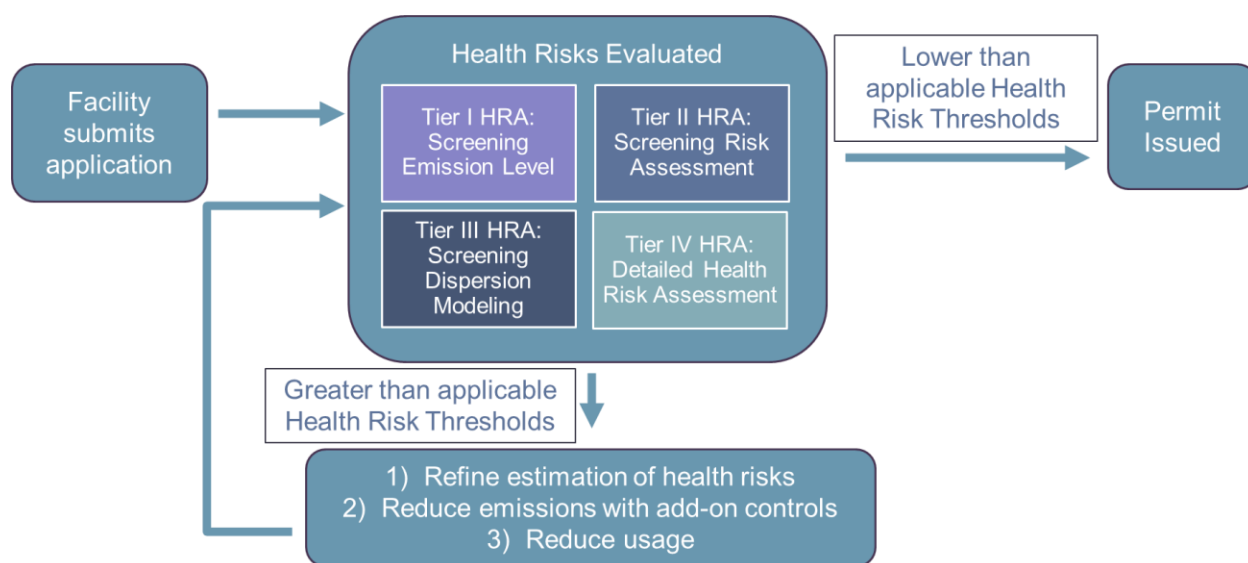 Facility
submits
application
Health Risks Evaluated
Tier I HRA:
Screening
Emission Level
Tier II HRA:
Screening Risk
Assessment
Tier III HRA:
Screening
Dispersion
Modeling
Tier IV HRA:
Detailed Health
Risk Assessment
Lower than
applicable Health
Risk Thresholds
Permit
Issued
Greater than applicable
Health Risk Thresholds
1) Refine estimation of health risks
2) Reduce emissions with add-on controls
3) Reduce usage